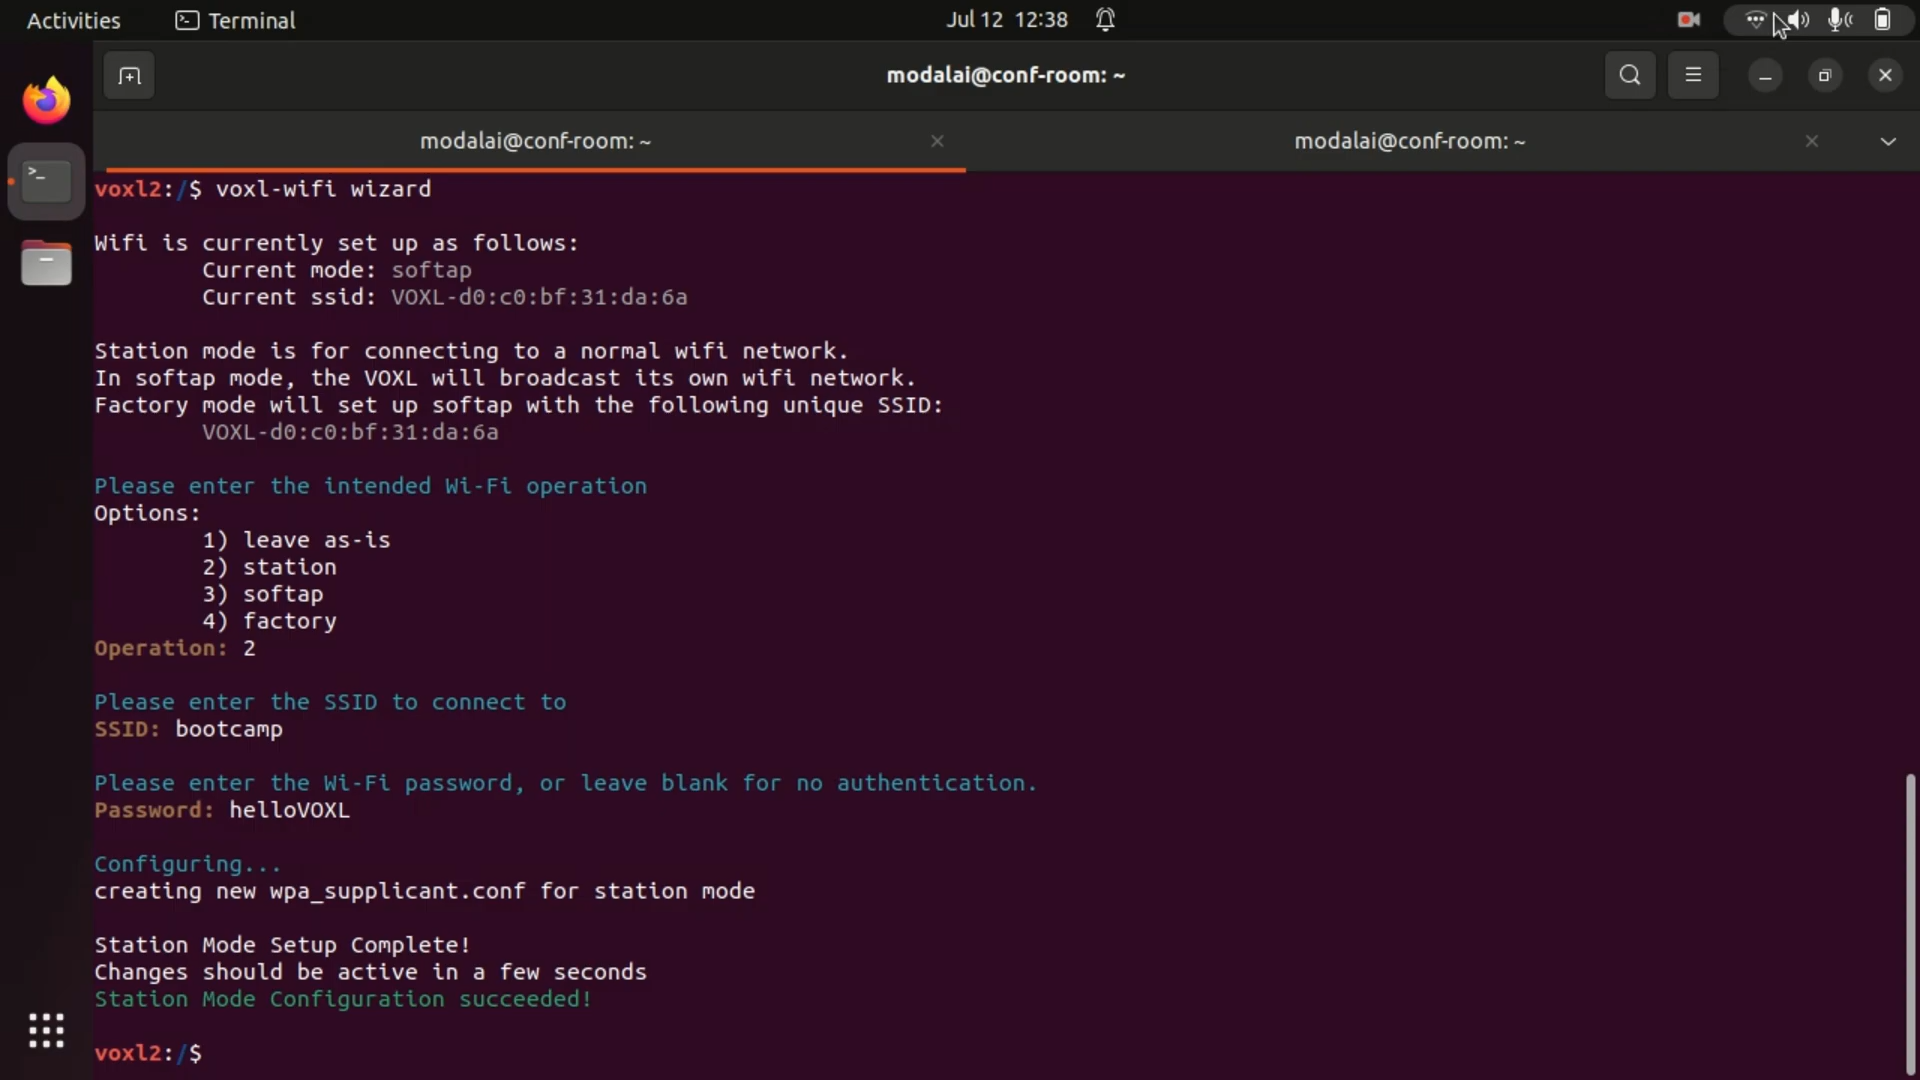 Activities
Terminal
Jul 12 12:38
modalai@conf-room: ~
modalai@conf-room: ~
modalai@conf-room: ~
voxl2:/$ voxl-wifi wizard
Wifi is currently set up as follows:
Current mode: softap
Current ssid: VOXL-d0:c0:bf:31:da:6a
Station mode is for connecting to a normal wifi network.
In softap mode, the VOXL will broadcast its own wifi network.
Factory mode will set up softap with the following unique SSID:
VOXL-d0:c0:bf:31:da:6a
Please enter the intended Wi-Fi operation
Options:
1) leave as-is
2) station
3) softap
4) factory
Operation: 2
Please enter the SSID to connect to
SSID: bootcamp
Please enter the Wi-Fi password, or leave blank for no authentication.
Password: helloVOXL
Configuring...
creating new wpa_supplicant.conf for station mode
Station Mode Setup Complete!
Changes should be active in a few seconds
Station Mode Configuration succeeded!
voxl2:/$